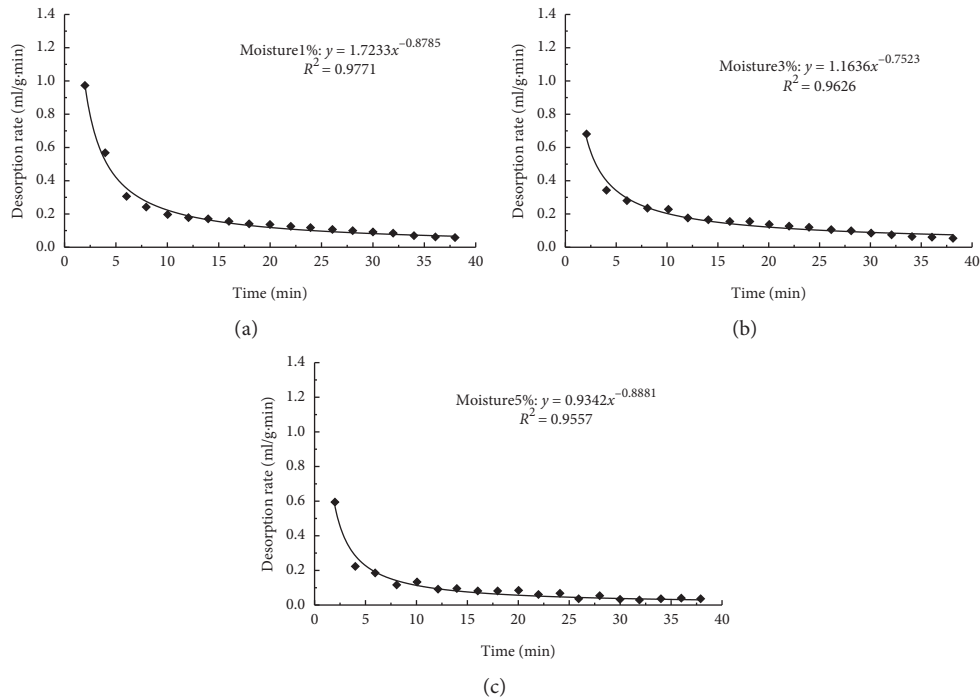 Desorption rate (ml/g·min)
1.4
1.2
1.0
0.8
0.6
0.4
0.2
0.0
Moisture1%: y = 1.7233x^−0.8785
R^2 = 0.9771
0 5 10 15 20 25 30 35 40
Time (min)
(a)
Desorption rate (ml/g·min)
1.4
1.2
1.0
0.8
0.6
0.4
0.2
0.0
Moisture3%: y = 1.1636x^−0.7523
R^2 = 0.9626
0 5 10 15 20 25 30 35 40
Time (min)
(b)
Desorption rate (ml/g·min)
1.4
1.2
1.0
0.8
0.6
0.4
0.2
0.0
Moisture5%: y = 0.9342x^−0.8881
R^2 = 0.9557
0 5 10 15 20 25 30 35 40
Time (min)
(c)